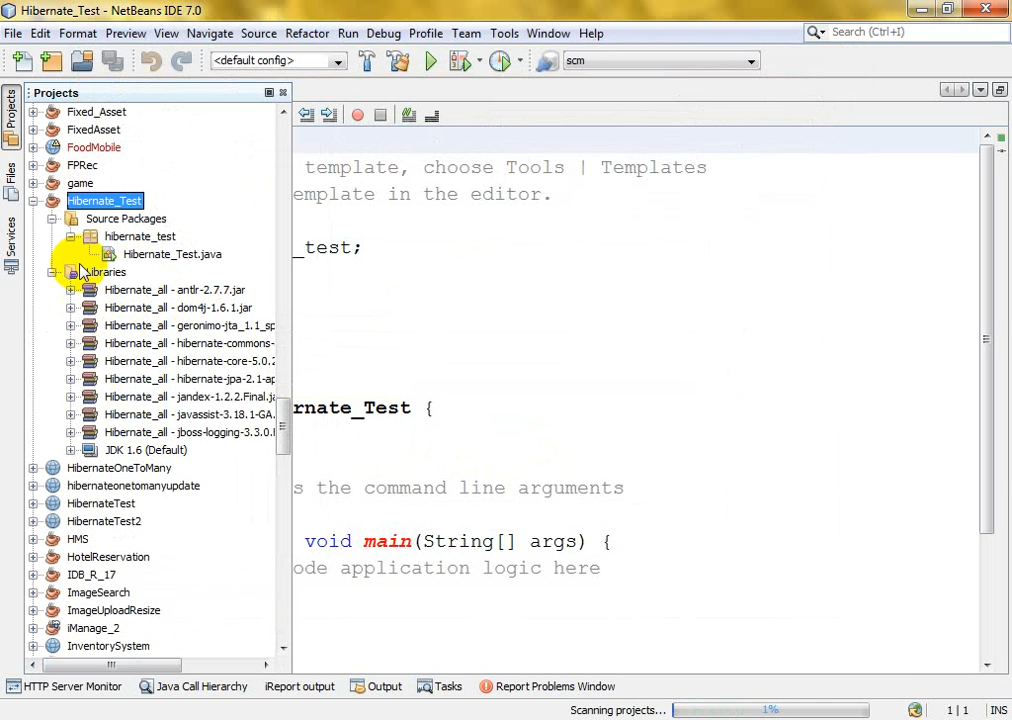 Hibernate_Test - NetBeans IDE 7.0
File Edit Format Preview View Navigate Source Refactor Run Debug Profile Team Tools Window Help
Search (Ctrl+I)
<default config>
scm
Projects
Projects
Files
Services
Fixed_Asset
FixedAsset
FoodMobile
FPRec
game
Hibernate_Test
Source Packages
hibernate_test
Hibernate_Test.java
Libraries
Hibernate_all - antlr-2.7.7.jar
Hibernate_all - dom4j-1.6.1.jar
Hibernate_all - geronimo-jta_1.1_sp
Hibernate_all - hibernate-commons-
Hibernate_all - hibernate-core-5.0.2
Hibernate_all - hibernate-jpa-2.1-ap
Hibernate_all - jandex-1.2.2.Final.ja
Hibernate_all - javassist-3.18.1-GA.
Hibernate_all - jboss-logging-3.3.0.
JDK 1.6 (Default)
HibernateOneToMany
hibernateonetomanyupdate
HibernateTest
HibernateTest2
HMS
HotelReservation
IDB_R_17
ImageSearch
ImageUploadResize
iManage_2
InventorySystem
template, choose Tools | Templates
emplate in the editor.
_test;
rnate_Test {
s the command line arguments
void main(String[] args) {
ode application logic here
HTTP Server Monitor Java Call Hierarchy iReport output Output Tasks Report Problems Window
Scanning projects... 1% 1 | 1 INS